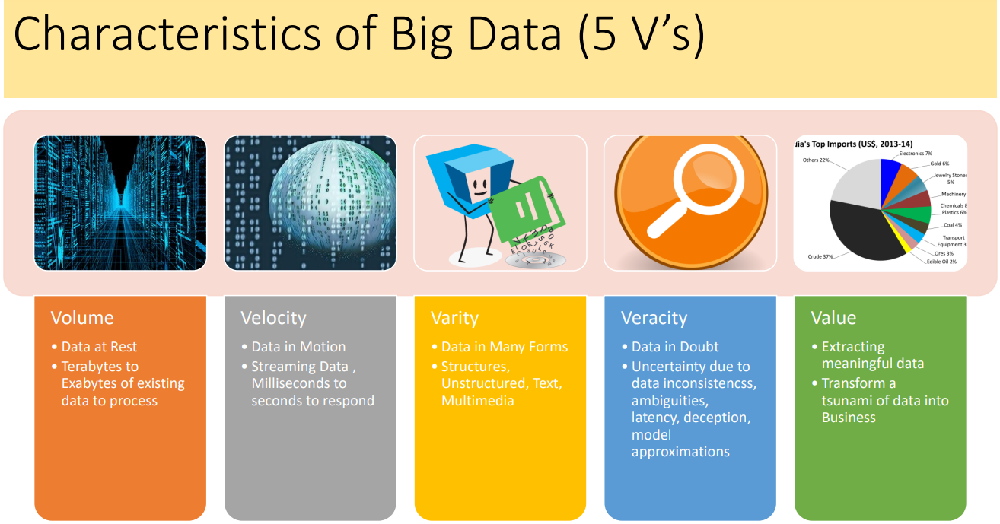 Characteristics of Big Data (5 V’s)
dia's Top Imports (US$, 2013-14)
Others 22%
Electronics 7%
Gold 6%
Jewelry Stones
5%
Machinery
Chemicals &
Plastics 6%
Coal 4%
Transport
Equipment 3
Ores 3%
Edible Oil 2%
Crude 37%
Volume
• Data at Rest
• Terabytes to
Exabytes of existing
data to process
Velocity
• Data in Motion
• Streaming Data ,
Milliseconds to
seconds to respond
Varity
• Data in Many Forms
• Structures,
Unstructured, Text,
Multimedia
Veracity
• Data in Doubt
• Uncertainty due to
data inconsistencss,
ambiguities,
latency, deception,
model
approximations
Value
• Extracting
meaningful data
• Transform a
tsunami of data into
Business